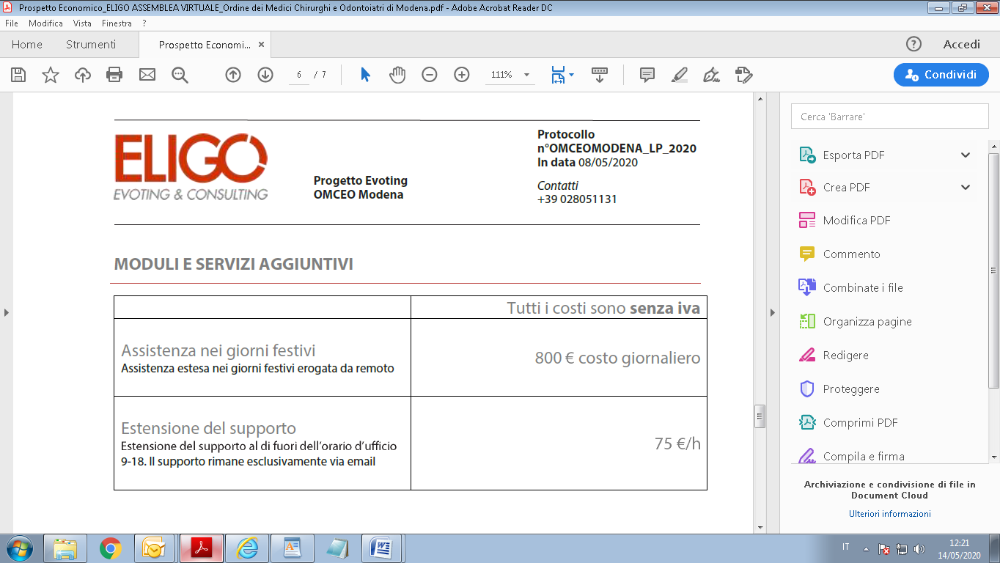 Prospetto Economico_ELIGO ASSEMBLEA VIRTUALE_Ordine dei Medici Chirurghi e Odontoiatri di Modena.pdf - Adobe Acrobat Reader DC
File Modifica Vista Finestra ?
Home Strumenti Prospetto Economi... × ? Accedi
6 / 7 111% Condividi
ELIGO
EVOTING & CONSULTING
Progetto Evoting
OMCEO Modena
Protocollo
n°OMCEOMODENA_LP_2020
In data 08/05/2020
Contatti
+39 028051131
MODULI E SERVIZI AGGIUNTIVI
Tutti i costi sono senza iva
Assistenza nei giorni festivi
Assistenza estesa nei giorni festivi erogata da remoto
800 € costo giornaliero
Estensione del supporto
Estensione del supporto al di fuori dell’orario d’ufficio
9-18. Il supporto rimane esclusivamente via email
75 €/h
Cerca 'Barrare'
Esporta PDF
Crea PDF
Modifica PDF
Commento
Combinate i file
Organizza pagine
Redigere
Proteggere
Comprimi PDF
Compila e firma
Archiviazione e condivisione di file in
Document Cloud
Ulteriori informazioni
IT
12:21
14/05/2020